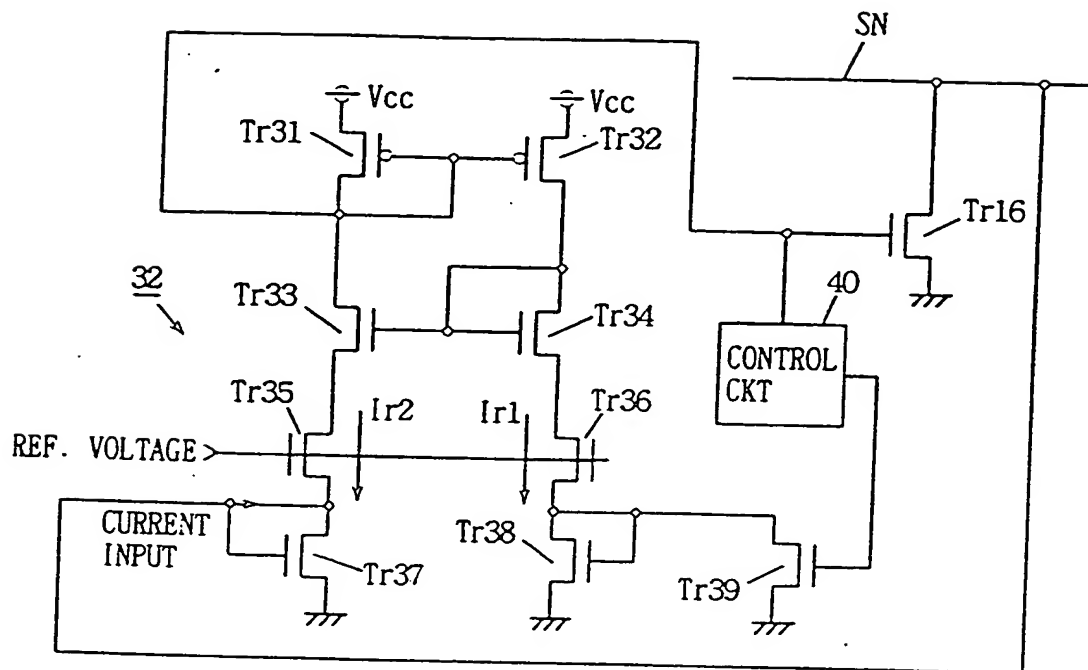 SN
Vcc
Vcc
Tr31
Tr32
Tr16
32
Tr33
Tr34
40
CONTROL
CKT
Tr35
Ir2
Ir1
Tr36
REF. VOLTAGE
CURRENT
INPUT
Tr37
Tr38
Tr39